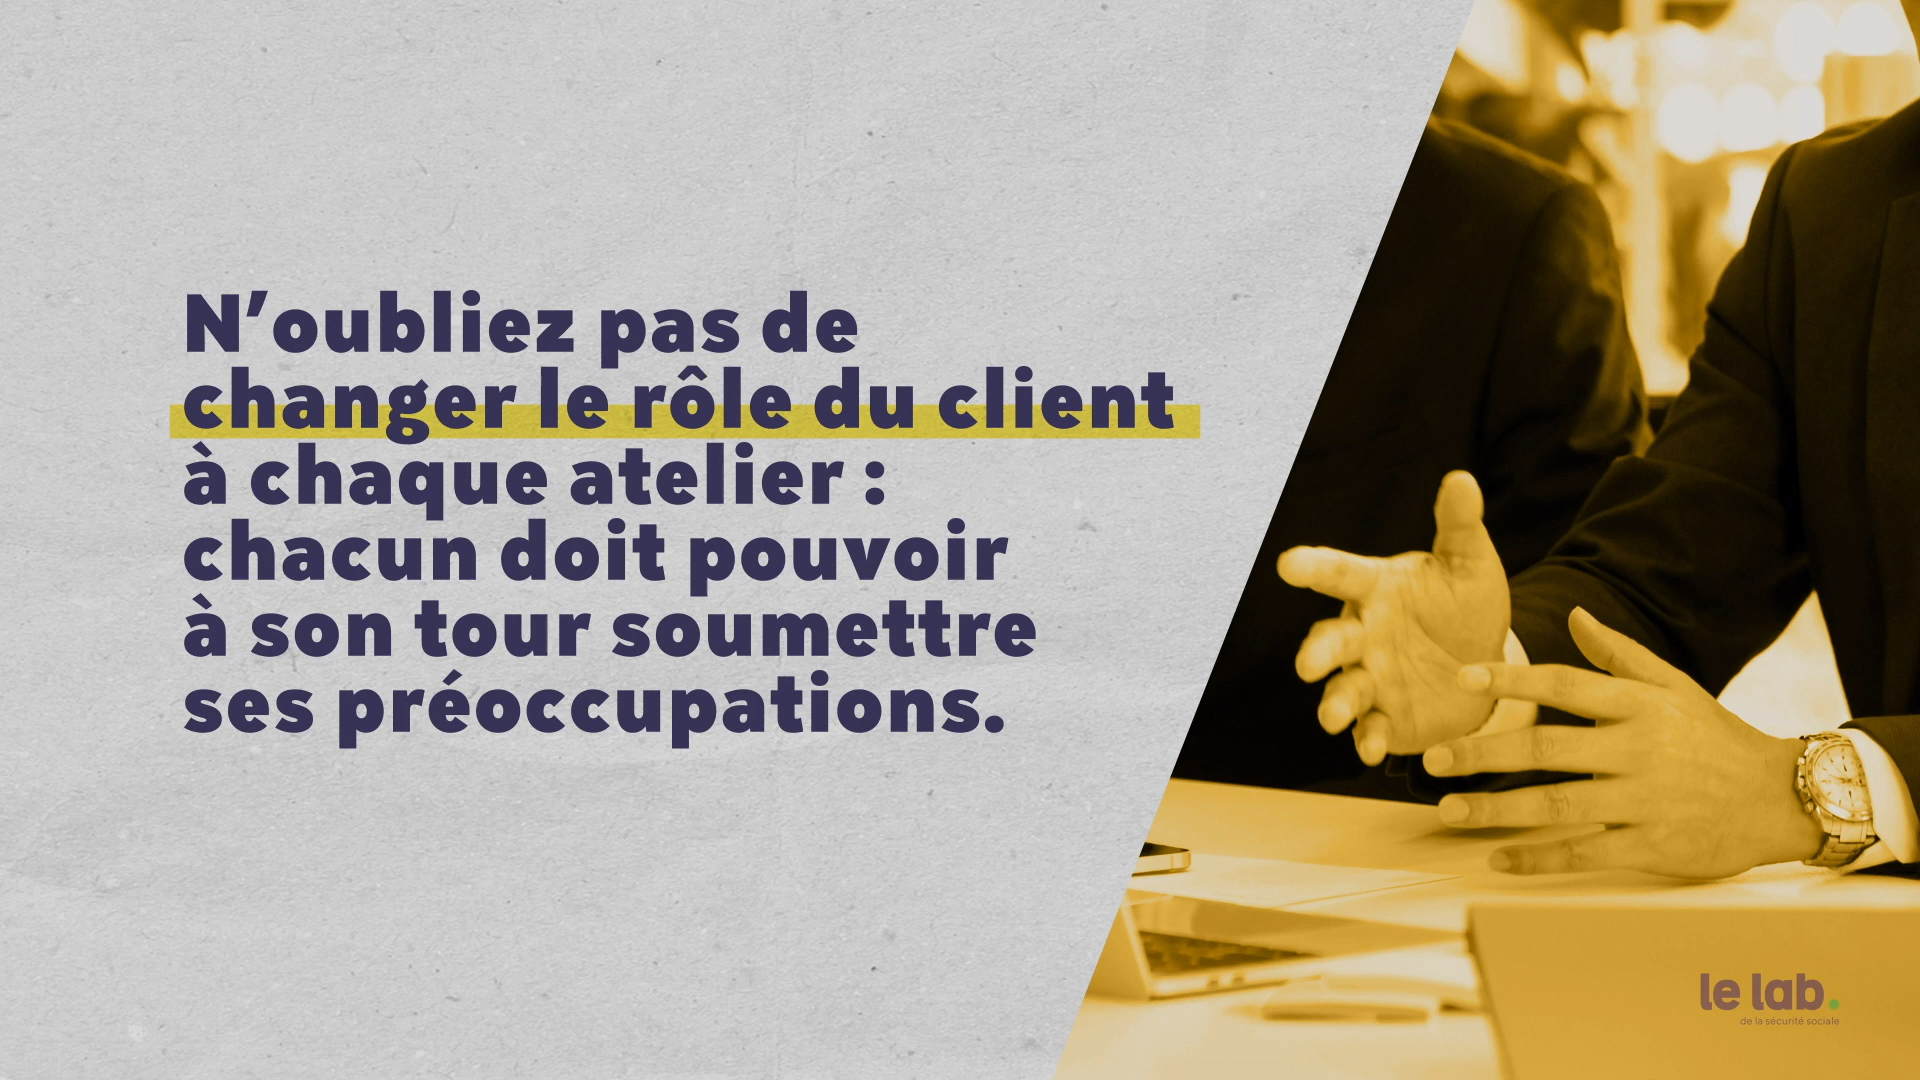 N’oubliez pas de
changer le rôle du client
à chaque atelier :
chacun doit pouvoir
à son tour soumettre
ses préoccupations.
le lab.
de la sécurité sociale